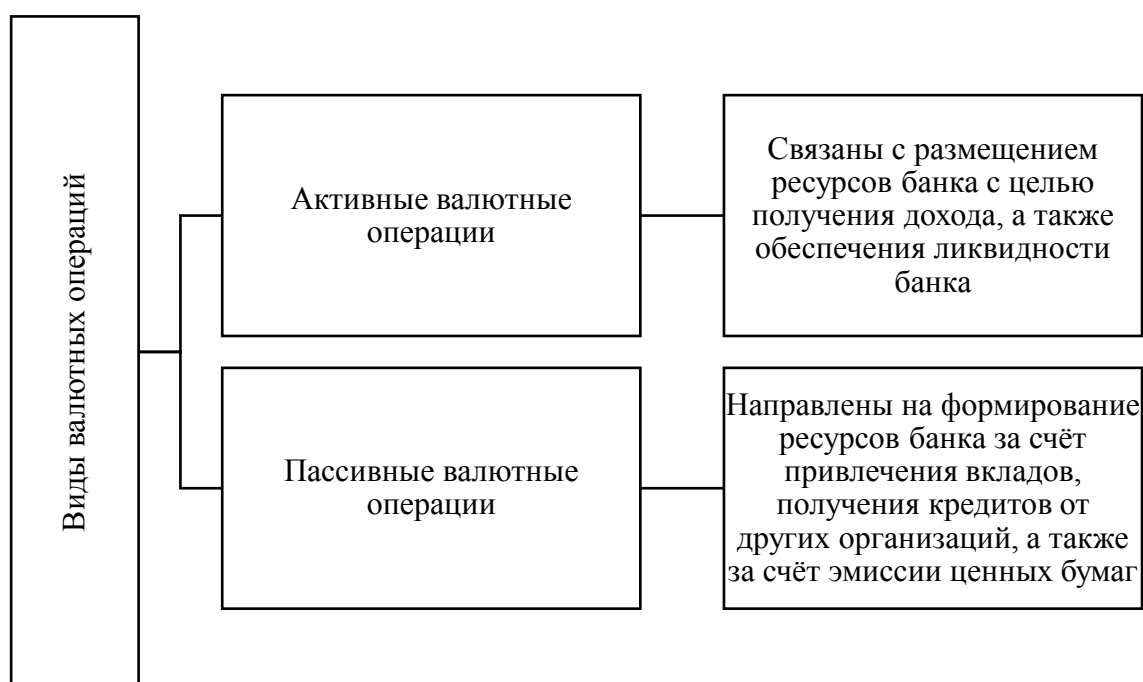 Виды валютных операций
Активные валютные
операции
Связаны с размещением
ресурсов банка с целью
получения дохода, а также
обеспечения ликвидности
банка
Пассивные валютные
операции
Направлены на формирование
ресурсов банка за счёт
привлечения вкладов,
получения кредитов от
других организаций, а также
за счёт эмиссии ценных бумаг